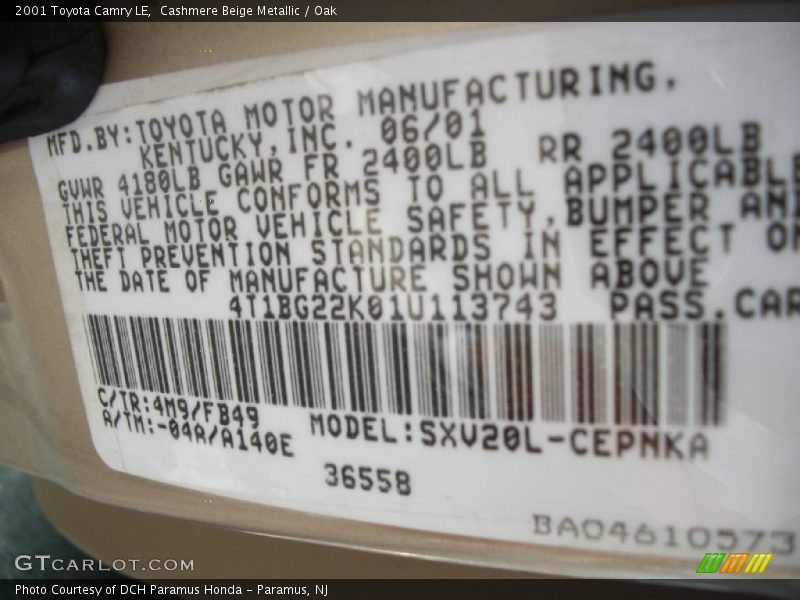 2001 Toyota Camry LE,  Cashmere Beige Metallic / Oak
MFD.BY:TOYOTA MOTOR MANUFACTURING.
KENTUCKY,INC. 06/01
GVWR 4180LB GAWR FR 2400LB RR 2400LB
THIS VEHICLE CONFORMS TO ALL APPLICABLE
FEDERAL MOTOR VEHICLE SAFETY,BUMPER AND
THEFT PREVENTION STANDARDS IN EFFECT ON
THE DATE OF MANUFACTURE SHOWN ABOVE
4T1BG22K01U113743 PASS.CAR
C/TR:4M9/FB49
A/TM:-04A/A140E
MODEL:SXV20L-CEPNKA
36558
BA04610573
GTCARLOT.COM
Photo Courtesy of DCH Paramus Honda - Paramus, NJ